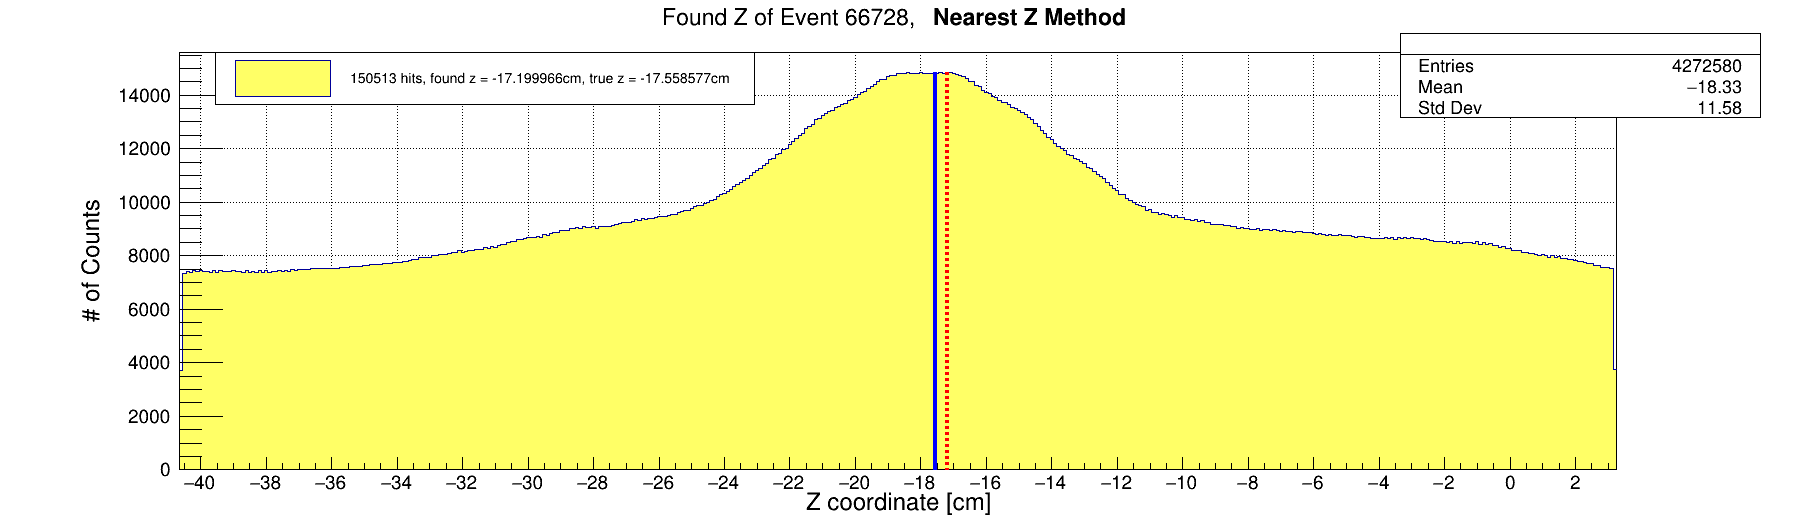 Found Z of Event 66728, Nearest Z Method
150513 hits, found z = -17.199966cm, true z = -17.558577cm
Entries 4272580
Mean −18.33
Std Dev 11.58
# of Counts
14000
12000
10000
8000
6000
4000
2000
0
−40 −38 −36 −34 −32 −30 −28 −26 −24 −22 −20 −18 −16 −14 −12 −10 −8 −6 −4 −2 0 2
Z coordinate [cm]